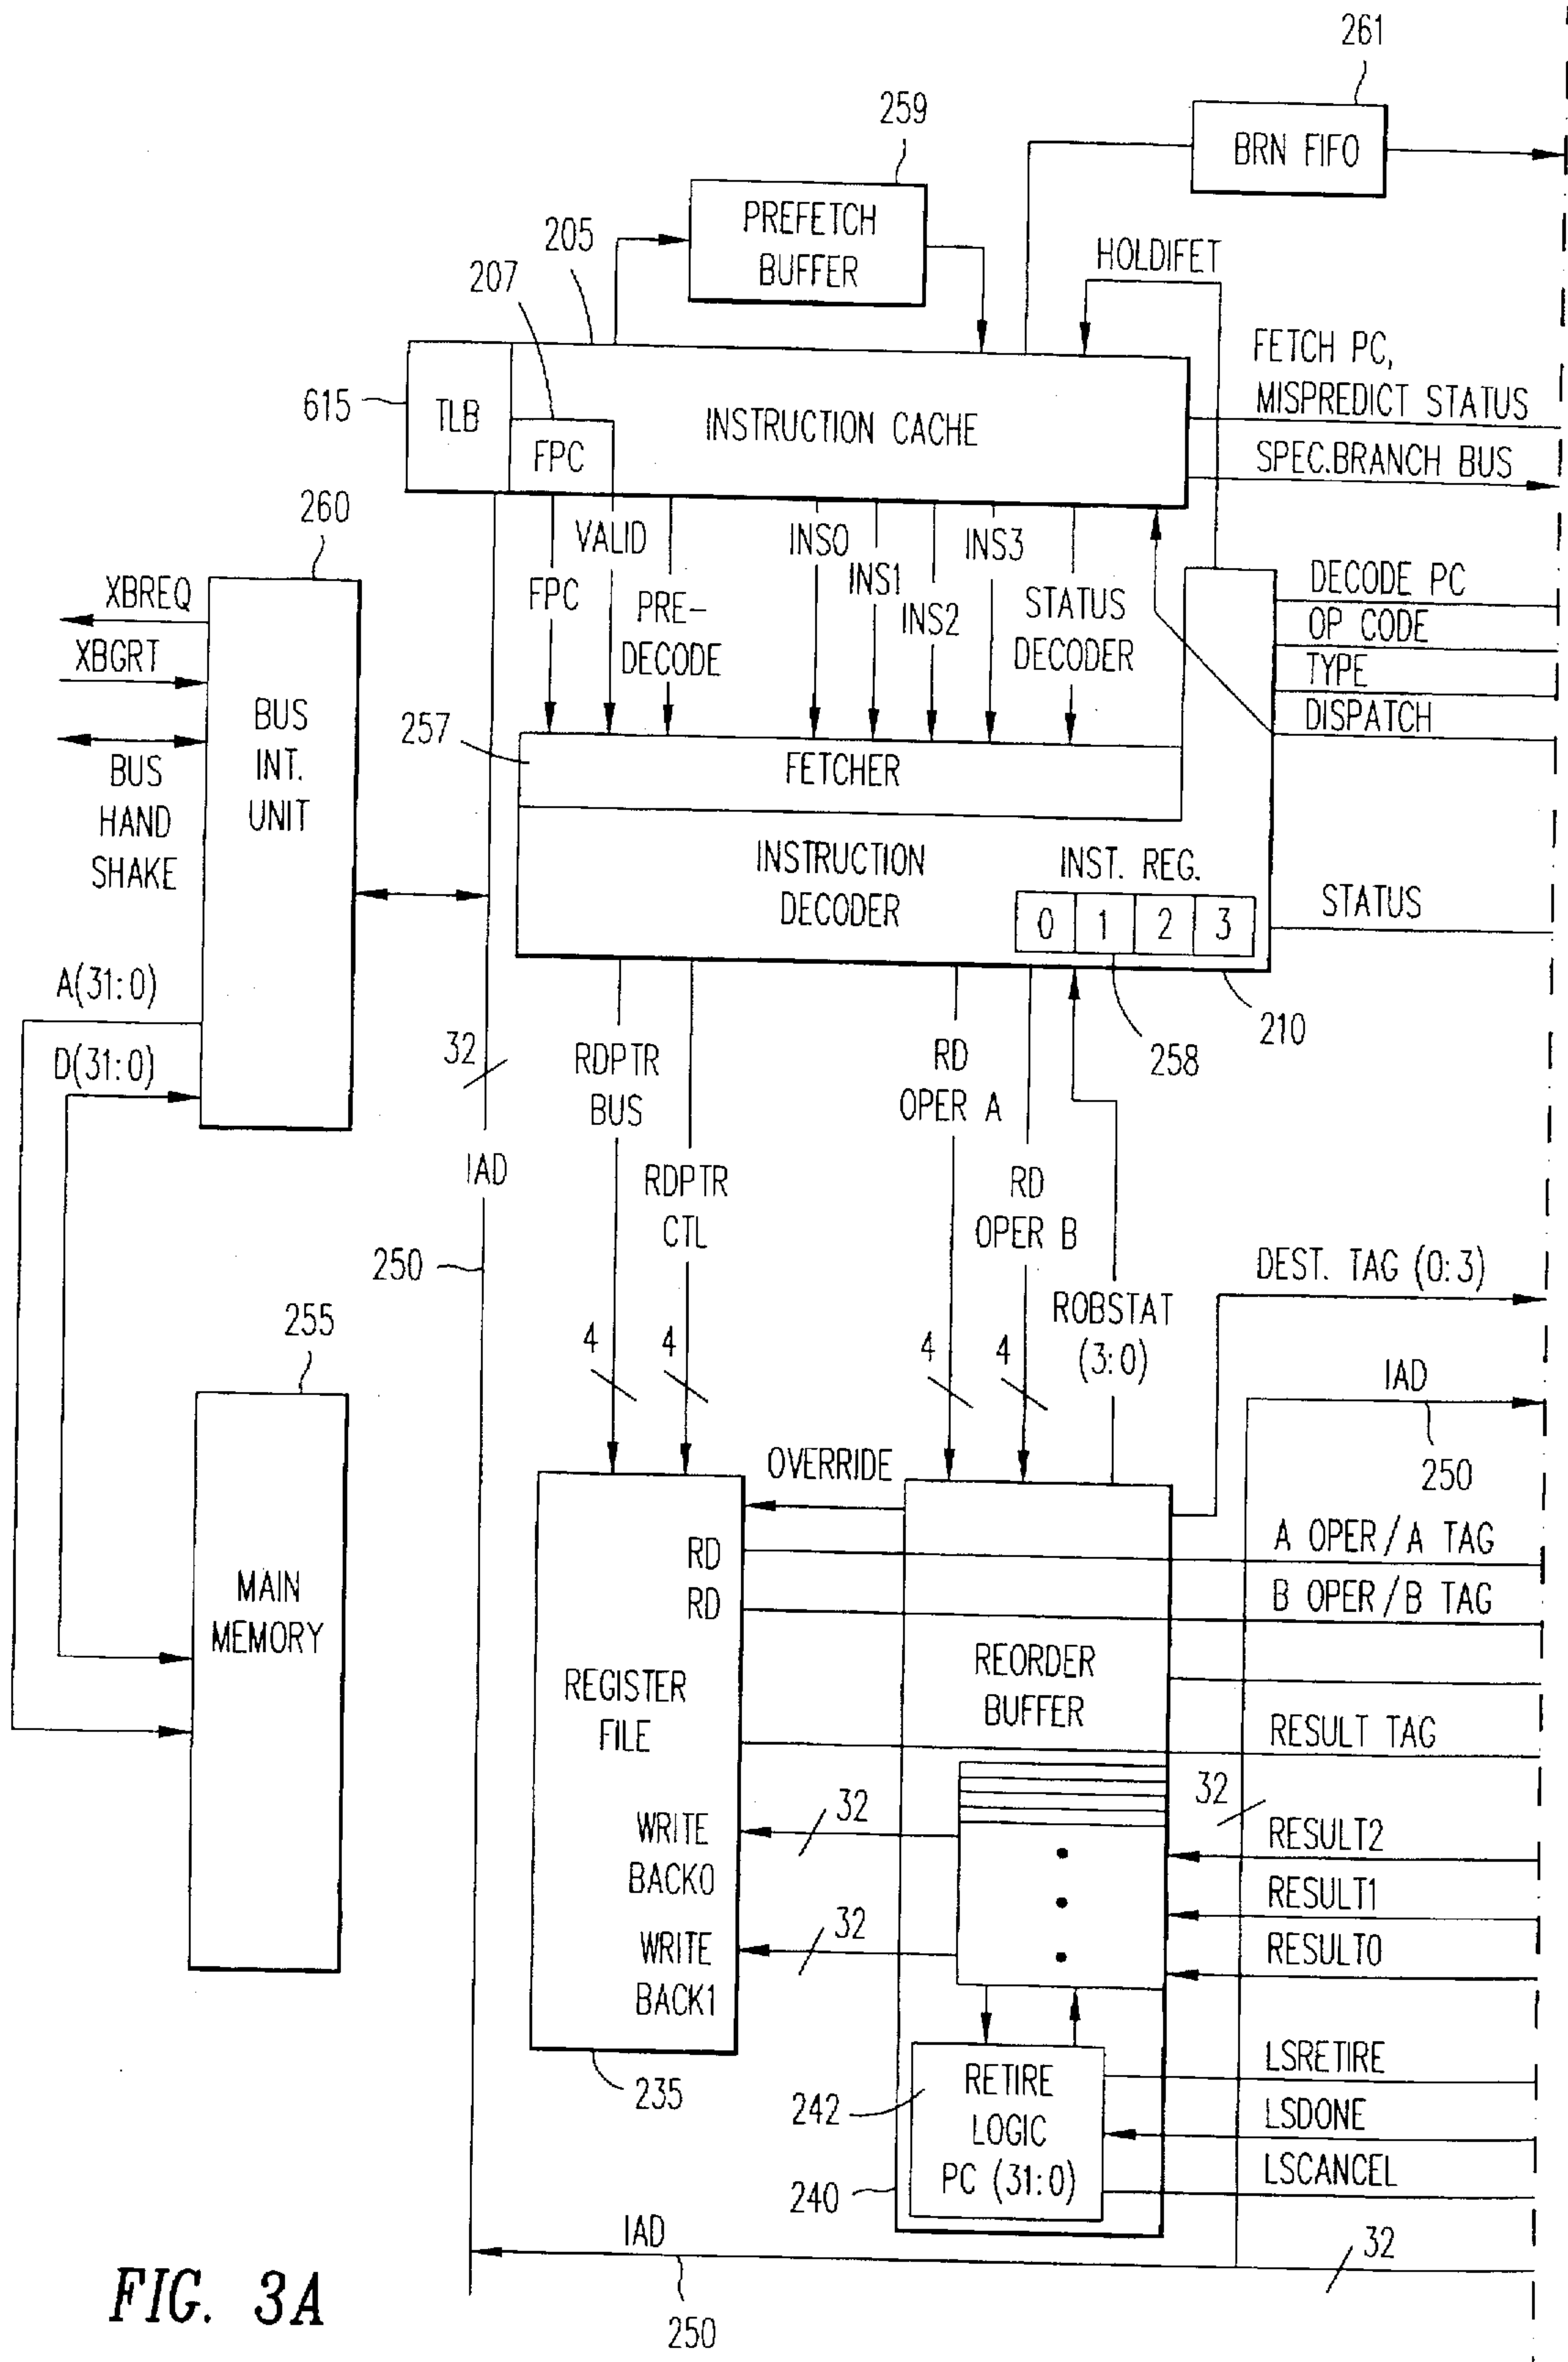 261
BRN FIFO
259
PREFETCH
BUFFER
205
207
HOLDIFET
615
TLB
FPC
INSTRUCTION CACHE
FETCH PC,
MISPREDICT STATUS
SPEC.BRANCH BUS
260
XBREQ
XBGRT
BUS
HAND
SHAKE
BUS
INT.
UNIT
FPC
VALID
PRE-
DECODE
INS0
INS1
INS2
INS3
STATUS
DECODER
DECODE PC
OP CODE
TYPE
DISPATCH
257
FETCHER
INSTRUCTION
DECODER
INST. REG.
0 1 2 3
STATUS
210
258
A(31:0)
D(31:0)
32
IAD
250
RDPTR
BUS
RDPTR
CTL
RD
OPER A
RD
OPER B
ROBSTAT
(3:0)
4
4
4
4
DEST. TAG (0:3)
IAD
250
255
MAIN
MEMORY
OVERRIDE
RD
RD
REGISTER
FILE
WRITE
BACK0
WRITE
BACK1
235
32
32
REORDER
BUFFER
A OPER/A TAG
B OPER/B TAG
RESULT TAG
32
RESULT2
RESULT1
RESULT0
242
RETIRE
LOGIC
PC (31:0)
240
LSRETIRE
LSDONE
LSCANCEL
IAD
250
32
FIG. 3A